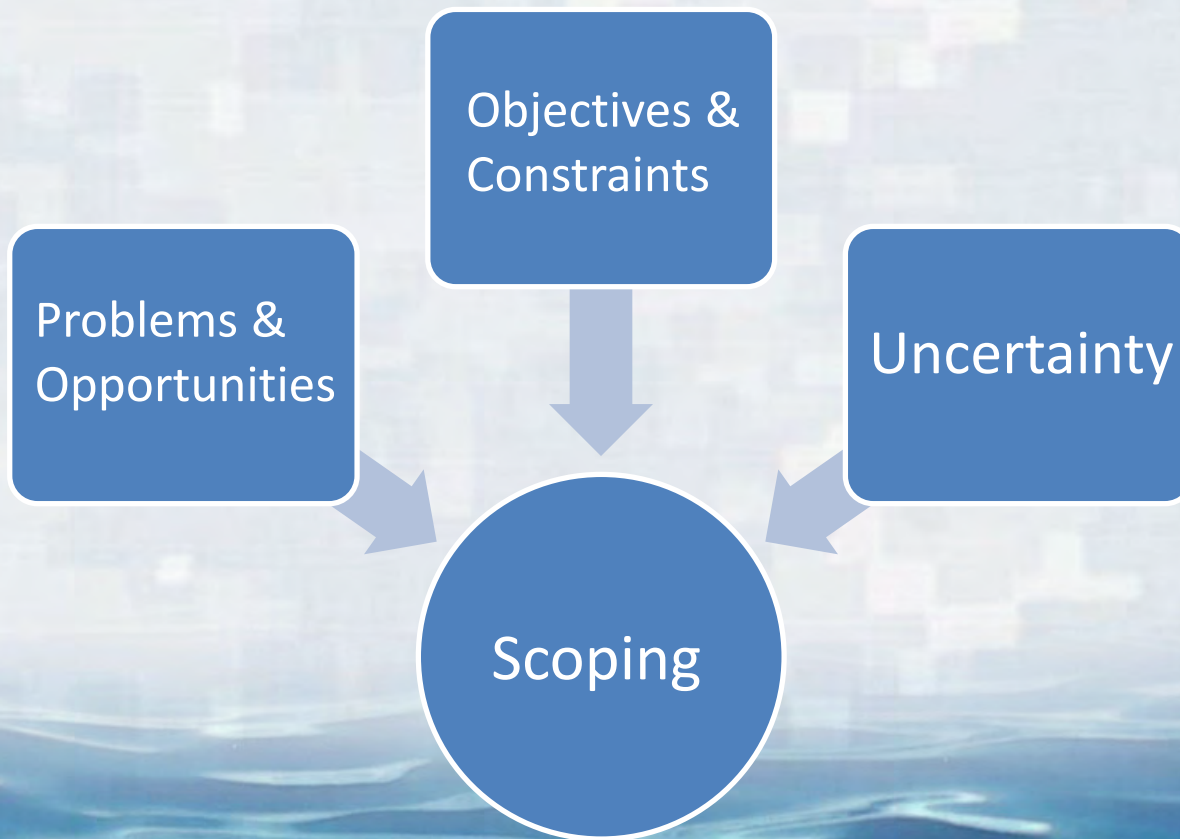 Objectives &
Constraints
Problems &
Opportunities
Uncertainty
Scoping